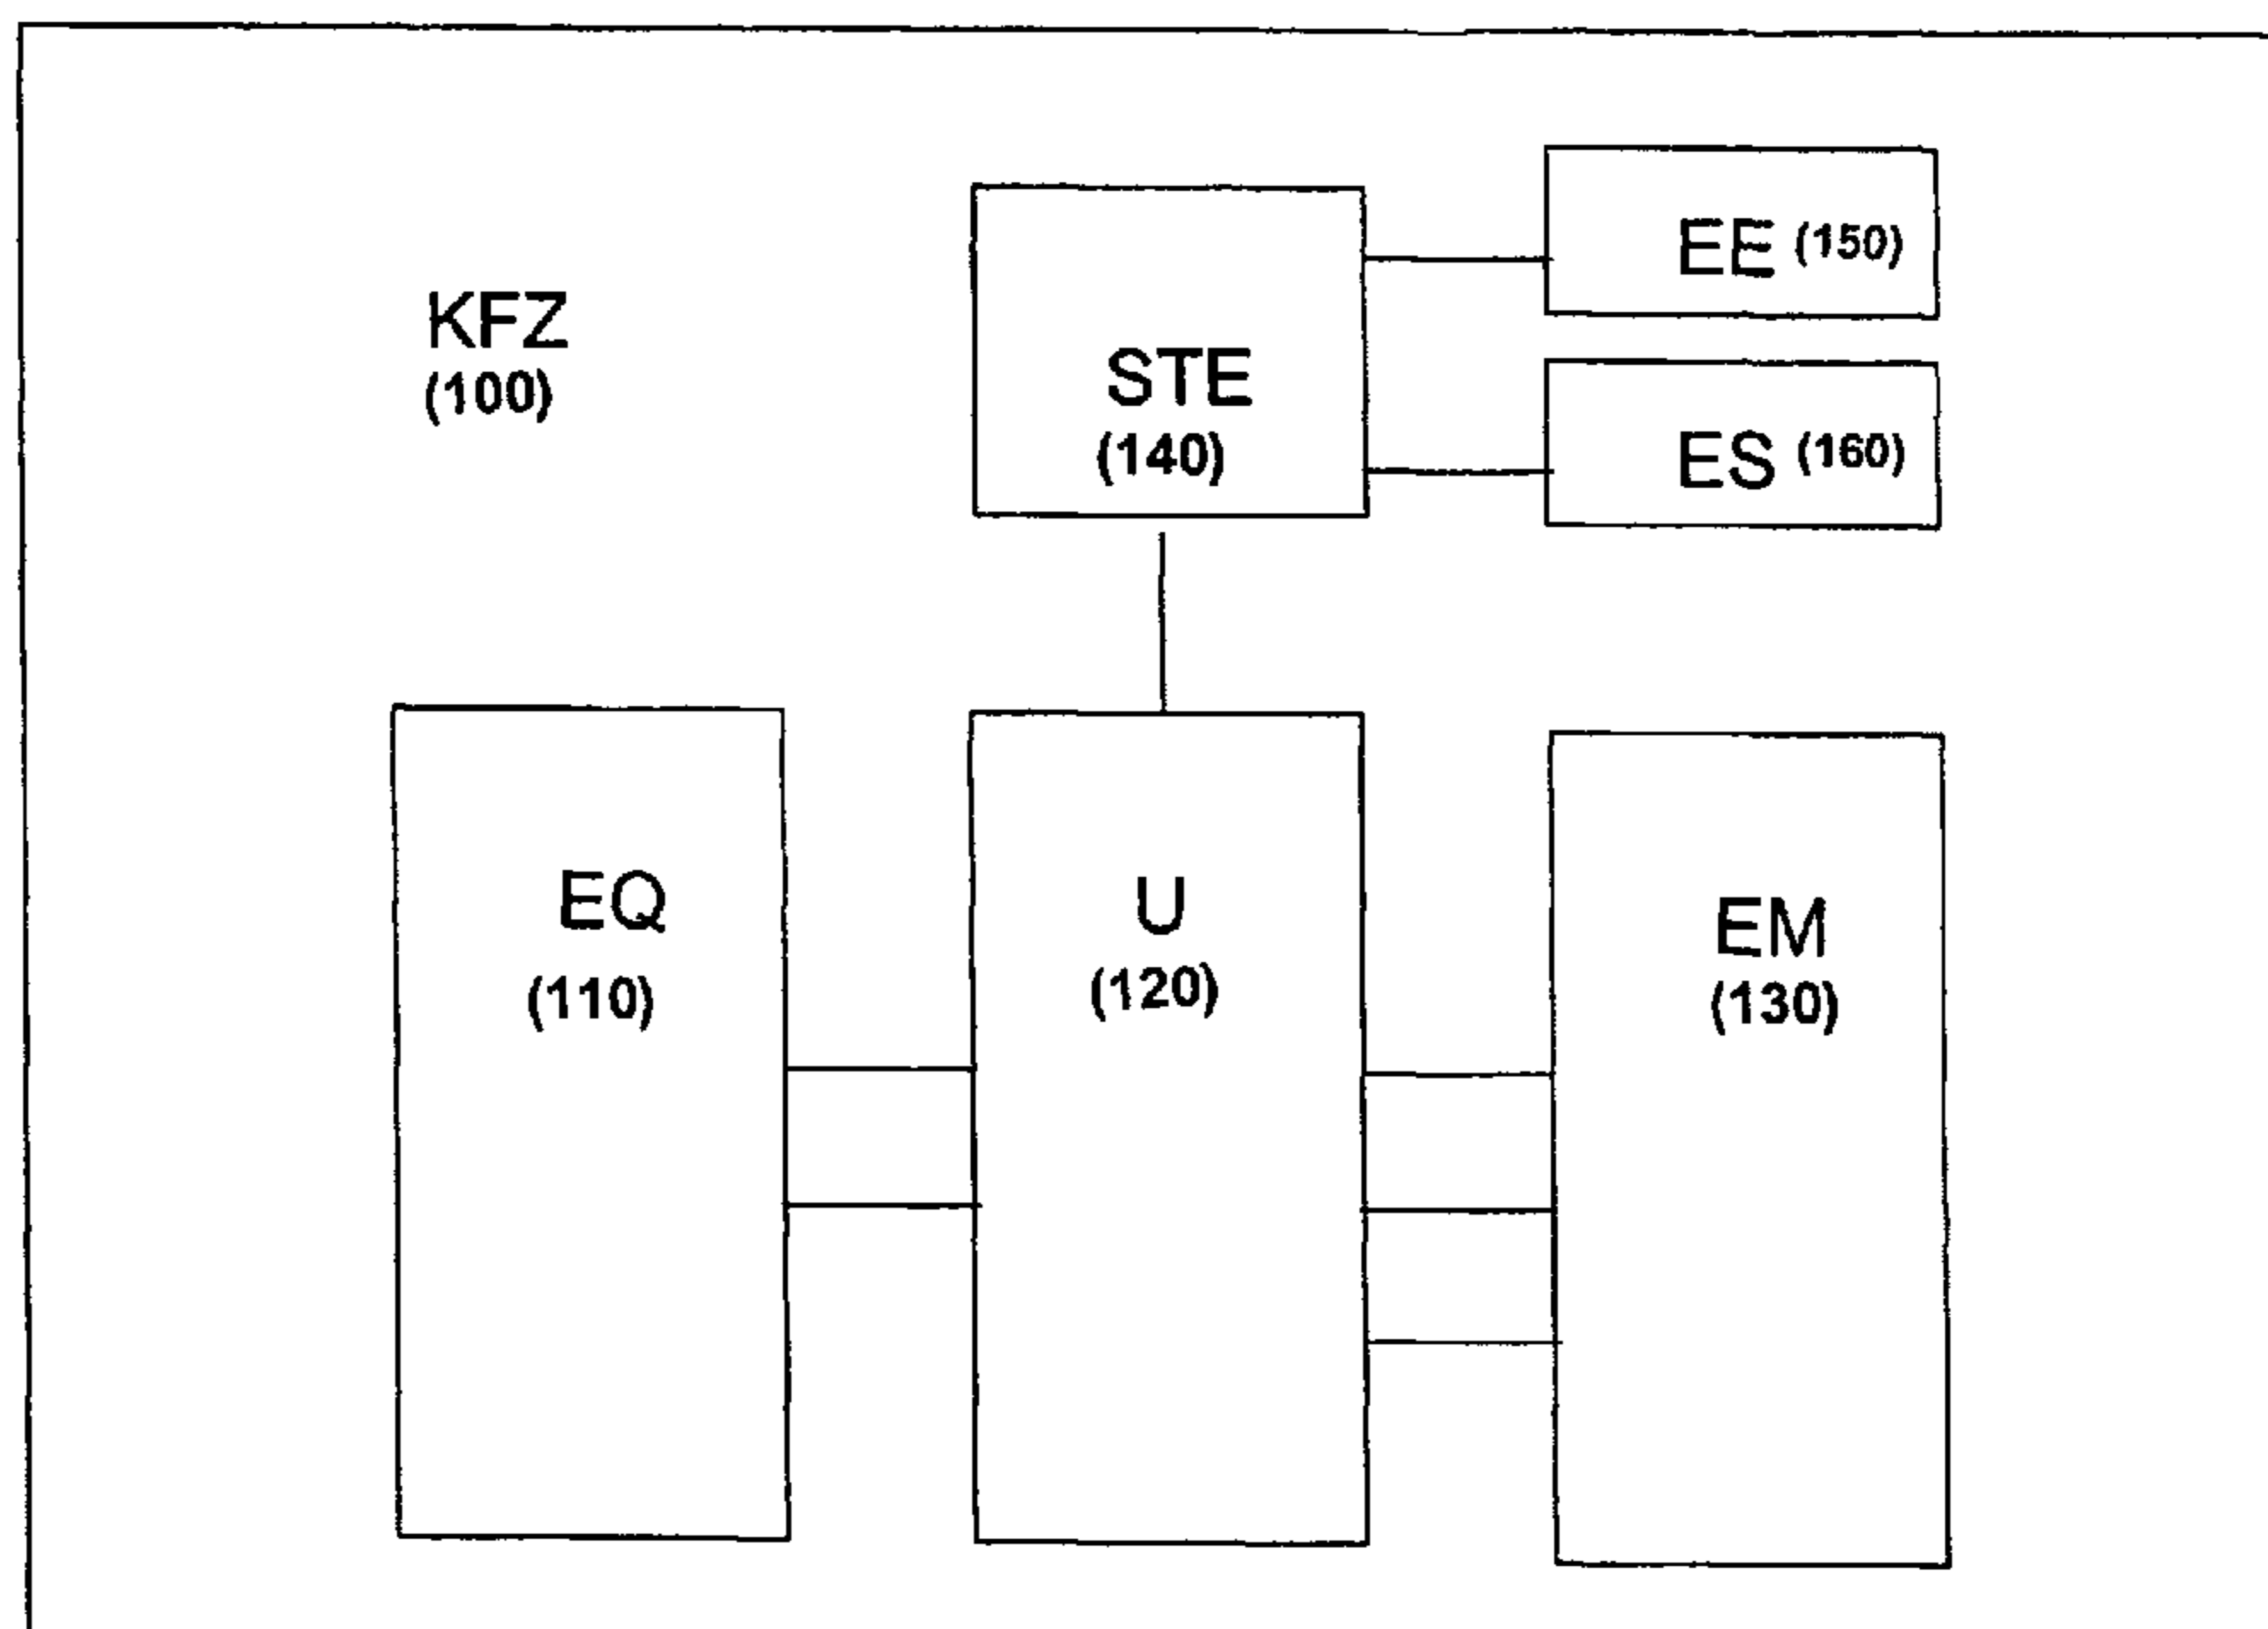 KFZ
(100)
STE
(140)
EE (150)
ES (160)
EQ
(110)
U
(120)
EM
(130)